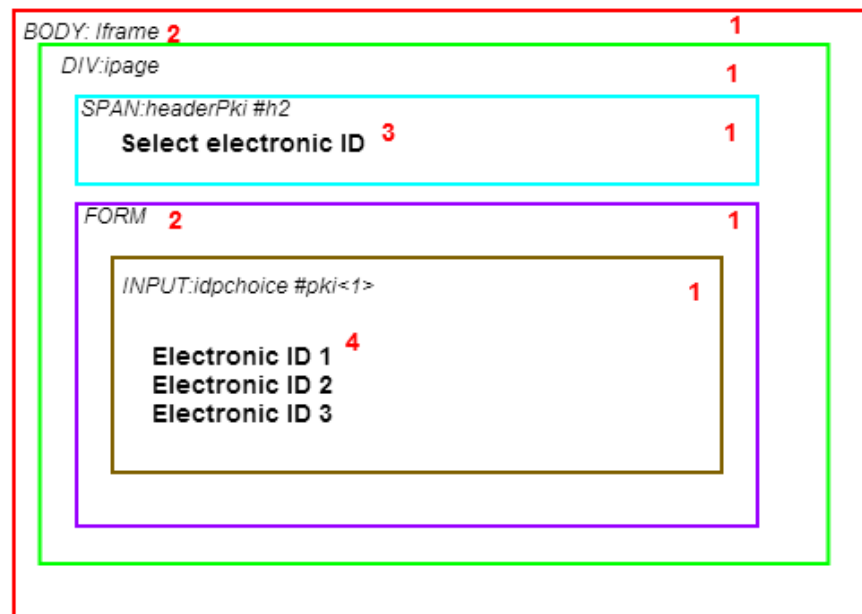 BODY: Iframe 2 1
DIV:ipage 1
SPAN:headerPki #h2
Select electronic ID 3 1
FORM 2 1
INPUT:idpchoice #pki<1> 1
Electronic ID 1 4
Electronic ID 2
Electronic ID 3